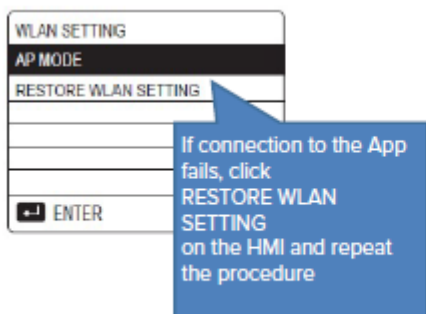 WLAN SETTING
AP MODE
RESTORE WLAN SETTING
ENTER
If connection to the App
fails, click
RESTORE WLAN
SETTING
on the HMI and repeat
the procedure